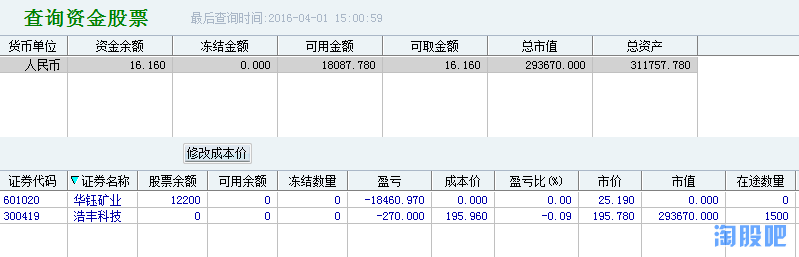 查询资金股票 最后查询时间:2016-04-01 15:00:59
货币单位 资金余额 冻结金额 可用金额 可取金额 总市值 总资产
人民币 16.160 0.000 18087.780 16.160 293670.000 311757.780
修改成本价
证券代码 证券名称 股票余额 可用余额 冻结数量 盈亏 成本价 盈亏比(%) 市价 市值 在途数量
601020 华钰矿业 12200 0 0 -18460.970 0.000 0.00 25.190 0.000 0
300419 浩丰科技 0 0 0 -270.000 195.960 -0.09 195.780 293670.000 1500
淘股吧